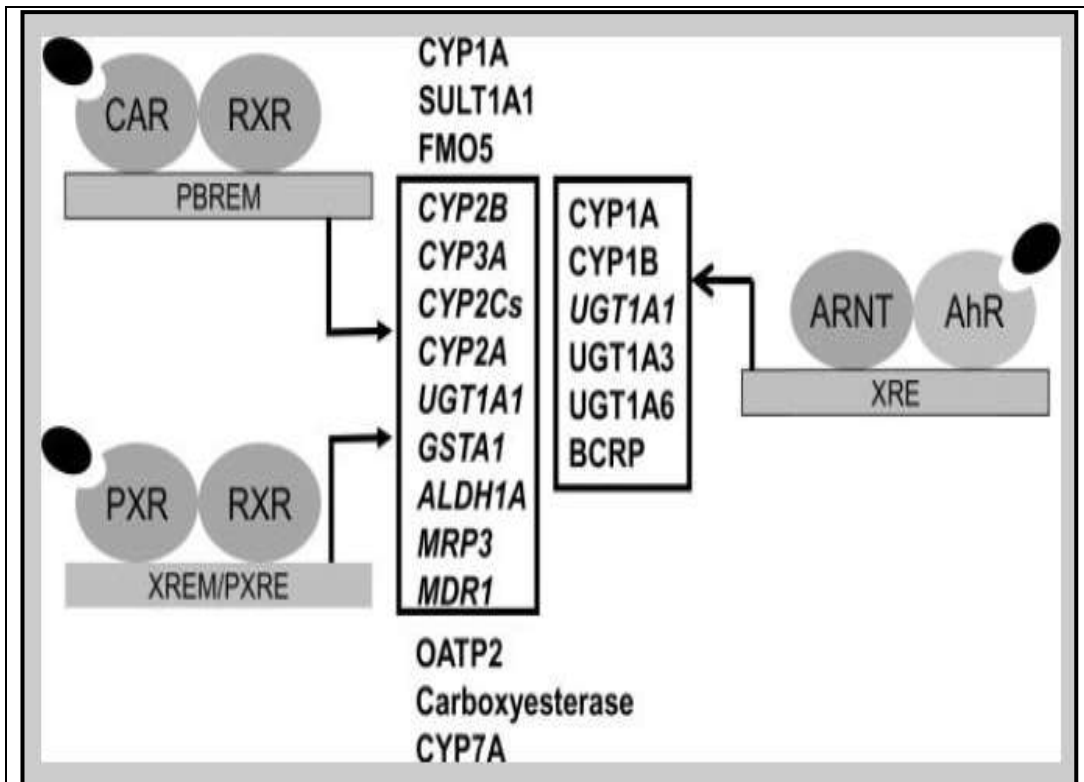 CAR RXR
PBREM
PXR RXR
XREM/PXRE
CYP1A
SULT1A1
FMO5
CYP2B
CYP3A
CYP2Cs
CYP2A
UGT1A1
GSTA1
ALDH1A
MRP3
MDR1
OATP2
Carboxyesterase
CYP7A
CYP1A
CYP1B
UGT1A1
UGT1A3
UGT1A6
BCRP
ARNT AhR
XRE